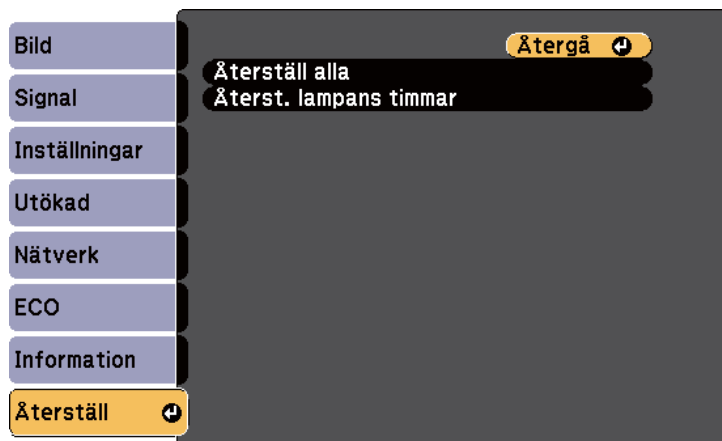 Bild
Signal
Inställningar
Utökad
Nätverk
ECO
Information
Återställ
Återgå
Återställ alla
Återst. lampans timmar